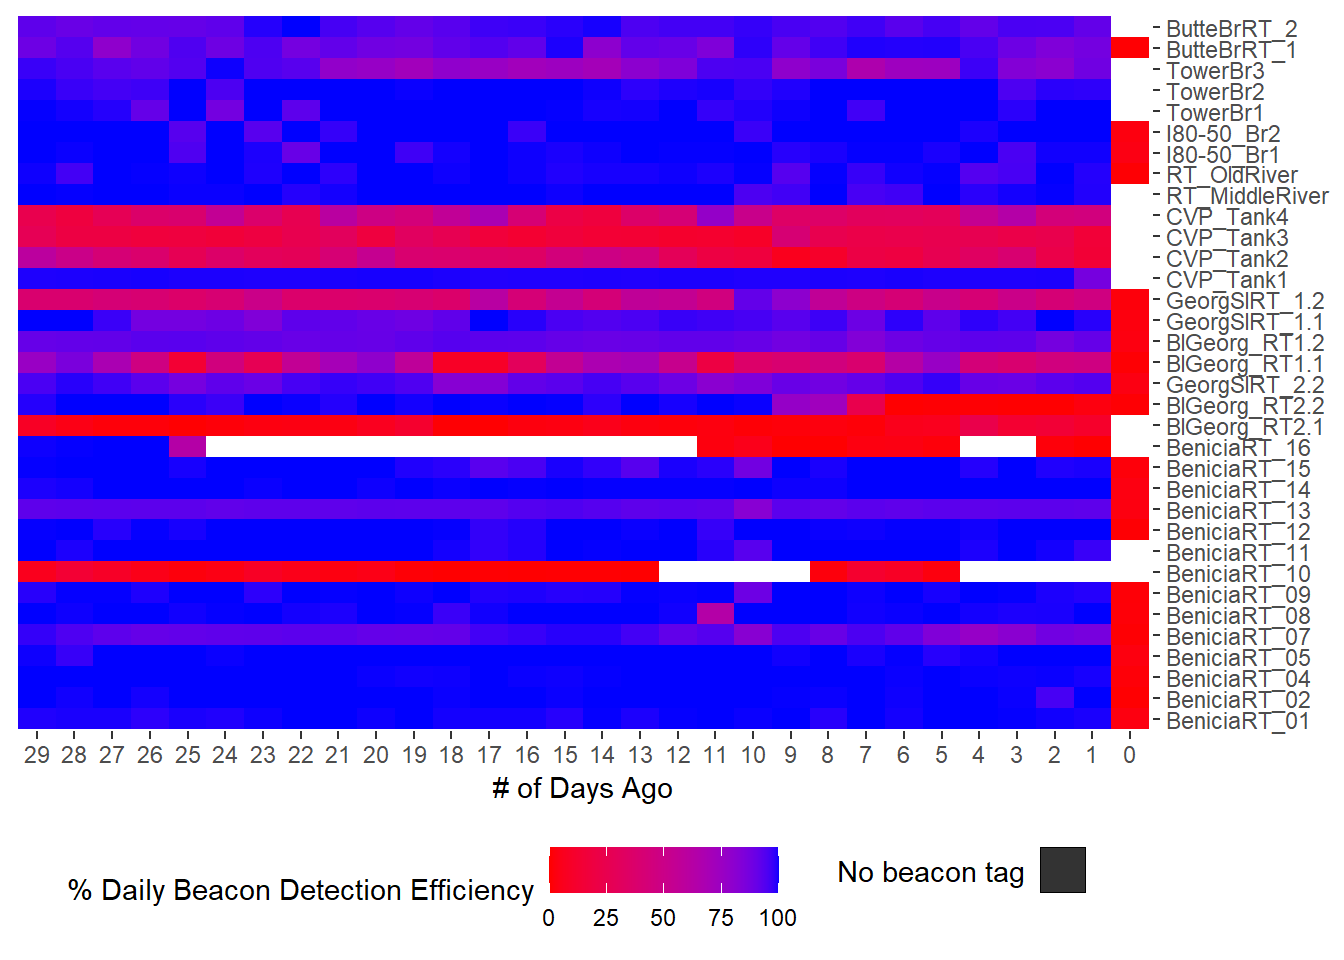 ButteBrRT_2
ButteBrRT_1
TowerBr3
TowerBr2
TowerBr1
I80-50_Br2
I80-50_Br1
RT_OldRiver
RT_MiddleRiver
CVP_Tank4
CVP_Tank3
CVP_Tank2
CVP_Tank1
GeorgSlRT_1.2
GeorgSlRT_1.1
BlGeorg_RT1.2
BlGeorg_RT1.1
GeorgSlRT_2.2
BlGeorg_RT2.2
BlGeorg_RT2.1
BeniciaRT_16
BeniciaRT_15
BeniciaRT_14
BeniciaRT_13
BeniciaRT_12
BeniciaRT_11
BeniciaRT_10
BeniciaRT_09
BeniciaRT_08
BeniciaRT_07
BeniciaRT_05
BeniciaRT_04
BeniciaRT_02
BeniciaRT_01
29 28 27 26 25 24 23 22 21 20 19 18 17 16 15 14 13 12 11 10 9 8 7 6 5 4 3 2 1 0
# of Days Ago
% Daily Beacon Detection Efficiency
0 25 50 75 100
No beacon tag